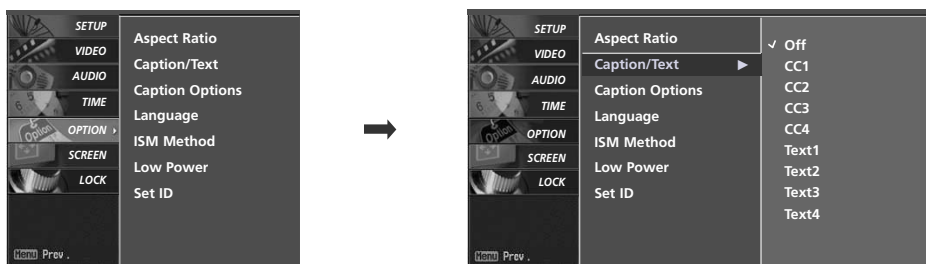 SETUP
VIDEO
AUDIO
TIME
OPTION
SCREEN
LOCK
Menu Prev.
Aspect Ratio
Caption/Text
Caption Options
Language
ISM Method
Low Power
Set ID
SETUP
VIDEO
AUDIO
TIME
OPTION
SCREEN
LOCK
Menu Prev.
Aspect Ratio
Caption/Text ▶
Caption Options
Language
ISM Method
Low Power
Set ID
✓ Off
CC1
CC2
CC3
CC4
Text1
Text2
Text3
Text4